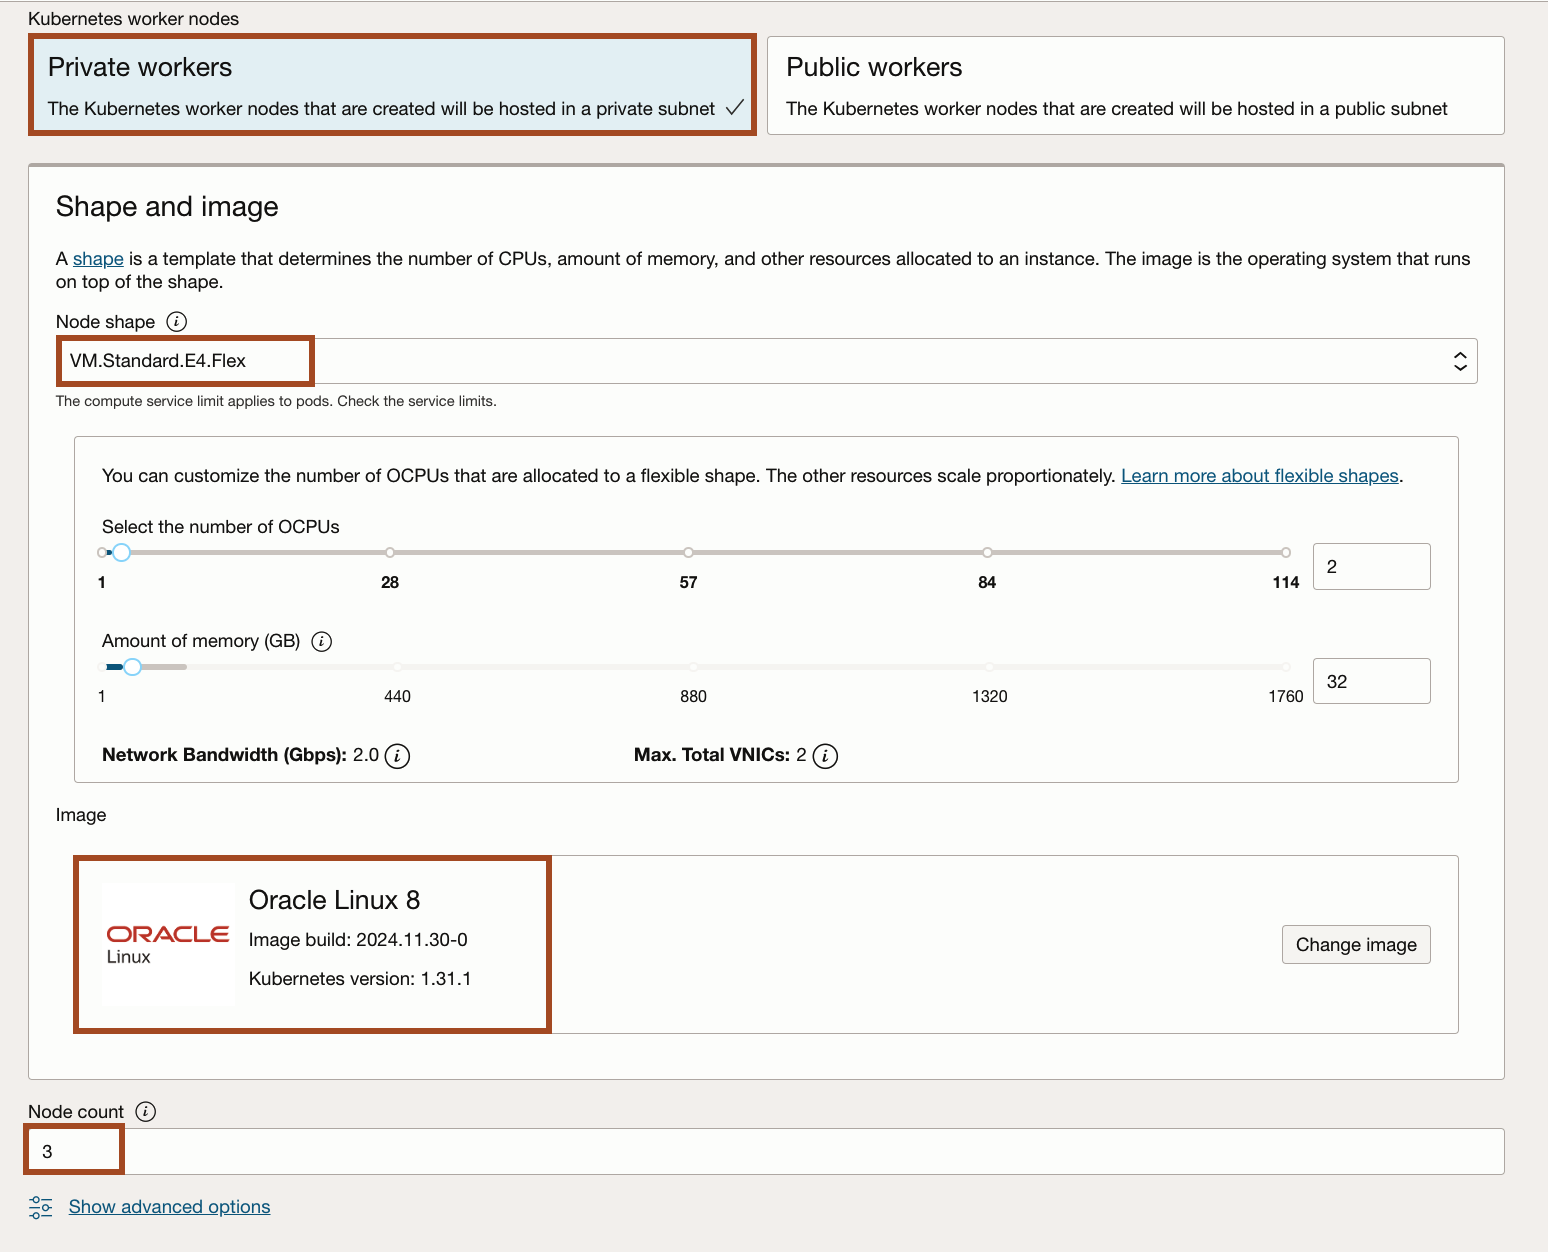 Kubernetes worker nodes
Private workers
The Kubernetes worker nodes that are created will be hosted in a private subnet
Public workers
The Kubernetes worker nodes that are created will be hosted in a public subnet
Shape and image
A shape is a template that determines the number of CPUs, amount of memory, and other resources allocated to an instance. The image is the operating system that runs
on top of the shape.
Node shape
VM.Standard.E4.Flex
The compute service limit applies to pods. Check the service limits.
You can customize the number of OCPUs that are allocated to a flexible shape. The other resources scale proportionately. Learn more about flexible shapes.
Select the number of OCPUs
1 28 57 84 114
2
Amount of memory (GB)
1 440 880 1320 1760
32
Network Bandwidth (Gbps): 2.0
Max. Total VNICs: 2
Image
ORACLE
Linux
Oracle Linux 8
Image build: 2024.11.30-0
Kubernetes version: 1.31.1
Change image
Node count
3
Show advanced options